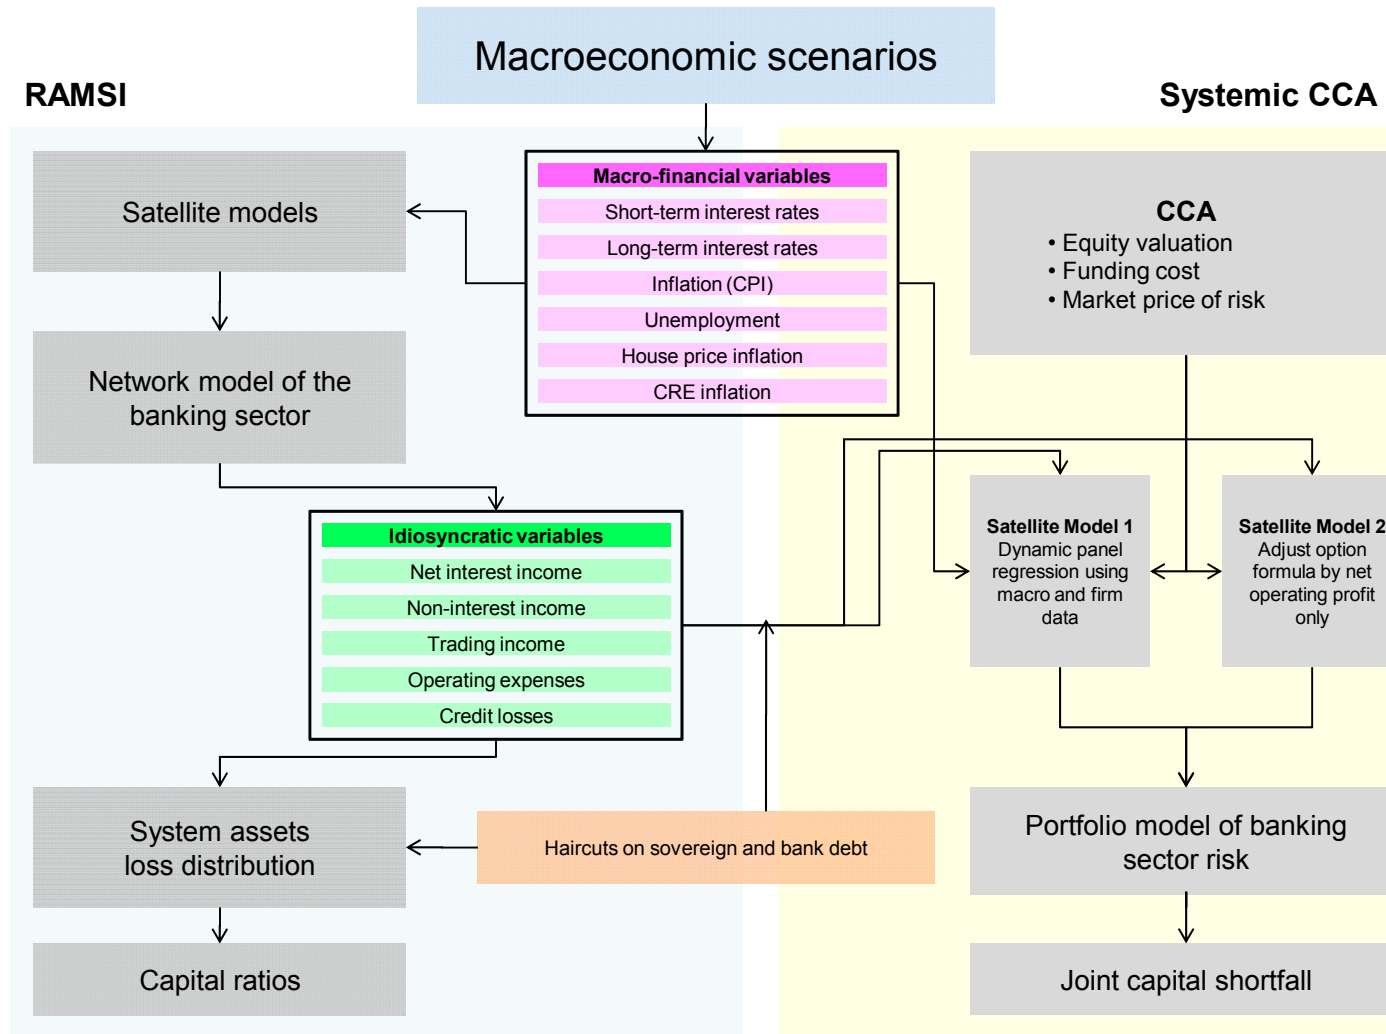 Macroeconomic scenarios
RAMSI
Systemic CCA
Satellite models
Macro-financial variables
Short-term interest rates
Long-term interest rates
Inflation (CPI)
Unemployment
House price inflation
CRE inflation
CCA
• Equity valuation
• Funding cost
• Market price of risk
Network model of the
banking sector
Idiosyncratic variables
Net interest income
Non-interest income
Trading income
Operating expenses
Credit losses
Satellite Model 1
Dynamic panel
regression using
macro and firm
data
Satellite Model 2
Adjust option
formula by net
operating profit
only
System assets
loss distribution
Haircuts on sovereign and bank debt
Portfolio model of banking
sector risk
Capital ratios
Joint capital shortfall